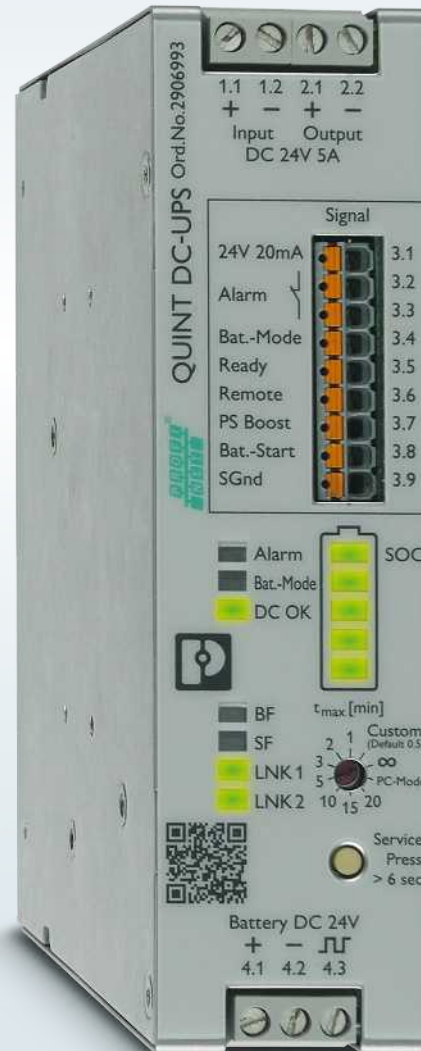 QUINT DC-UPS Ord.No.2906993
1.1 1.2 2.1 2.2
+ − + −
Input Output
DC 24V 5A
Signal
24V 20mA 3.1
3.2
Alarm
3.3
Bat.-Mode 3.4
Ready 3.5
Remote 3.6
PS Boost 3.7
Bat.-Start 3.8
SGnd 3.9
Alarm SOC
Bat.-Mode
DC OK
BF
SF
LNK 1
LNK 2
tmax [min]
Custom
(Default 0.5
1
2
3
5
10
15
20
∞
PC-Mode
Service
Press
> 6 sec
Battery DC 24V
+ −
4.1 4.2 4.3